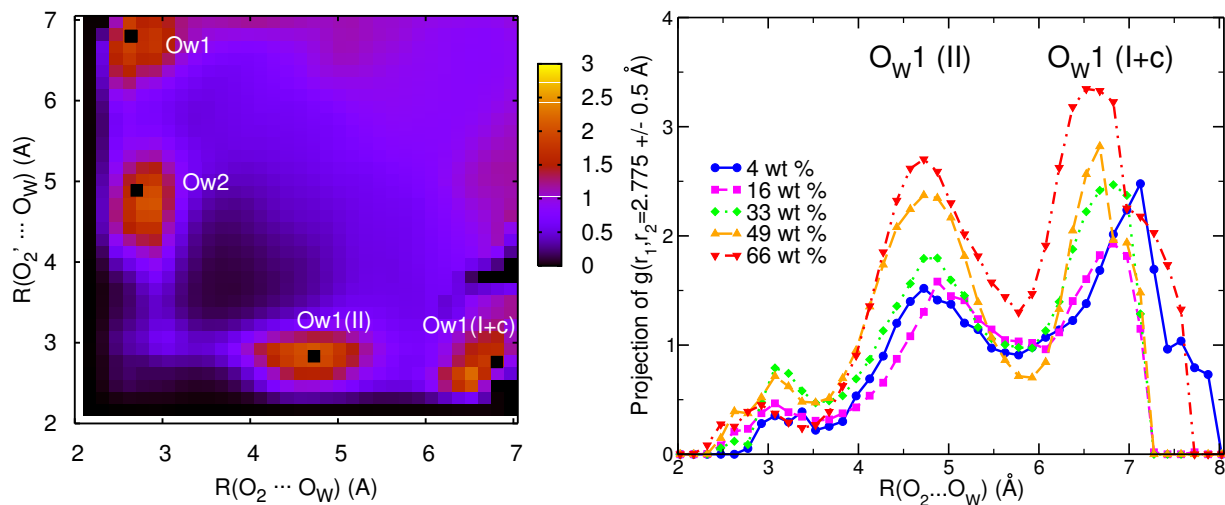 7
6
5
4
3
2
R(O2' ··· OW) (A)
Ow1
Ow2
Ow1(II)
Ow1(I+c)
2
3
4
5
6
7
R(O2 ··· OW) (A)
3
2.5
2
1.5
1
0.5
0
4
3
2
1
0
Projection of g(r1,r2=2.775 +/- 0.5 Å)
OW1 (II)
OW1 (I+c)
4 wt %
16 wt %
33 wt %
49 wt %
66 wt %
2
3
4
5
6
7
8
R(O2...OW) (Å)